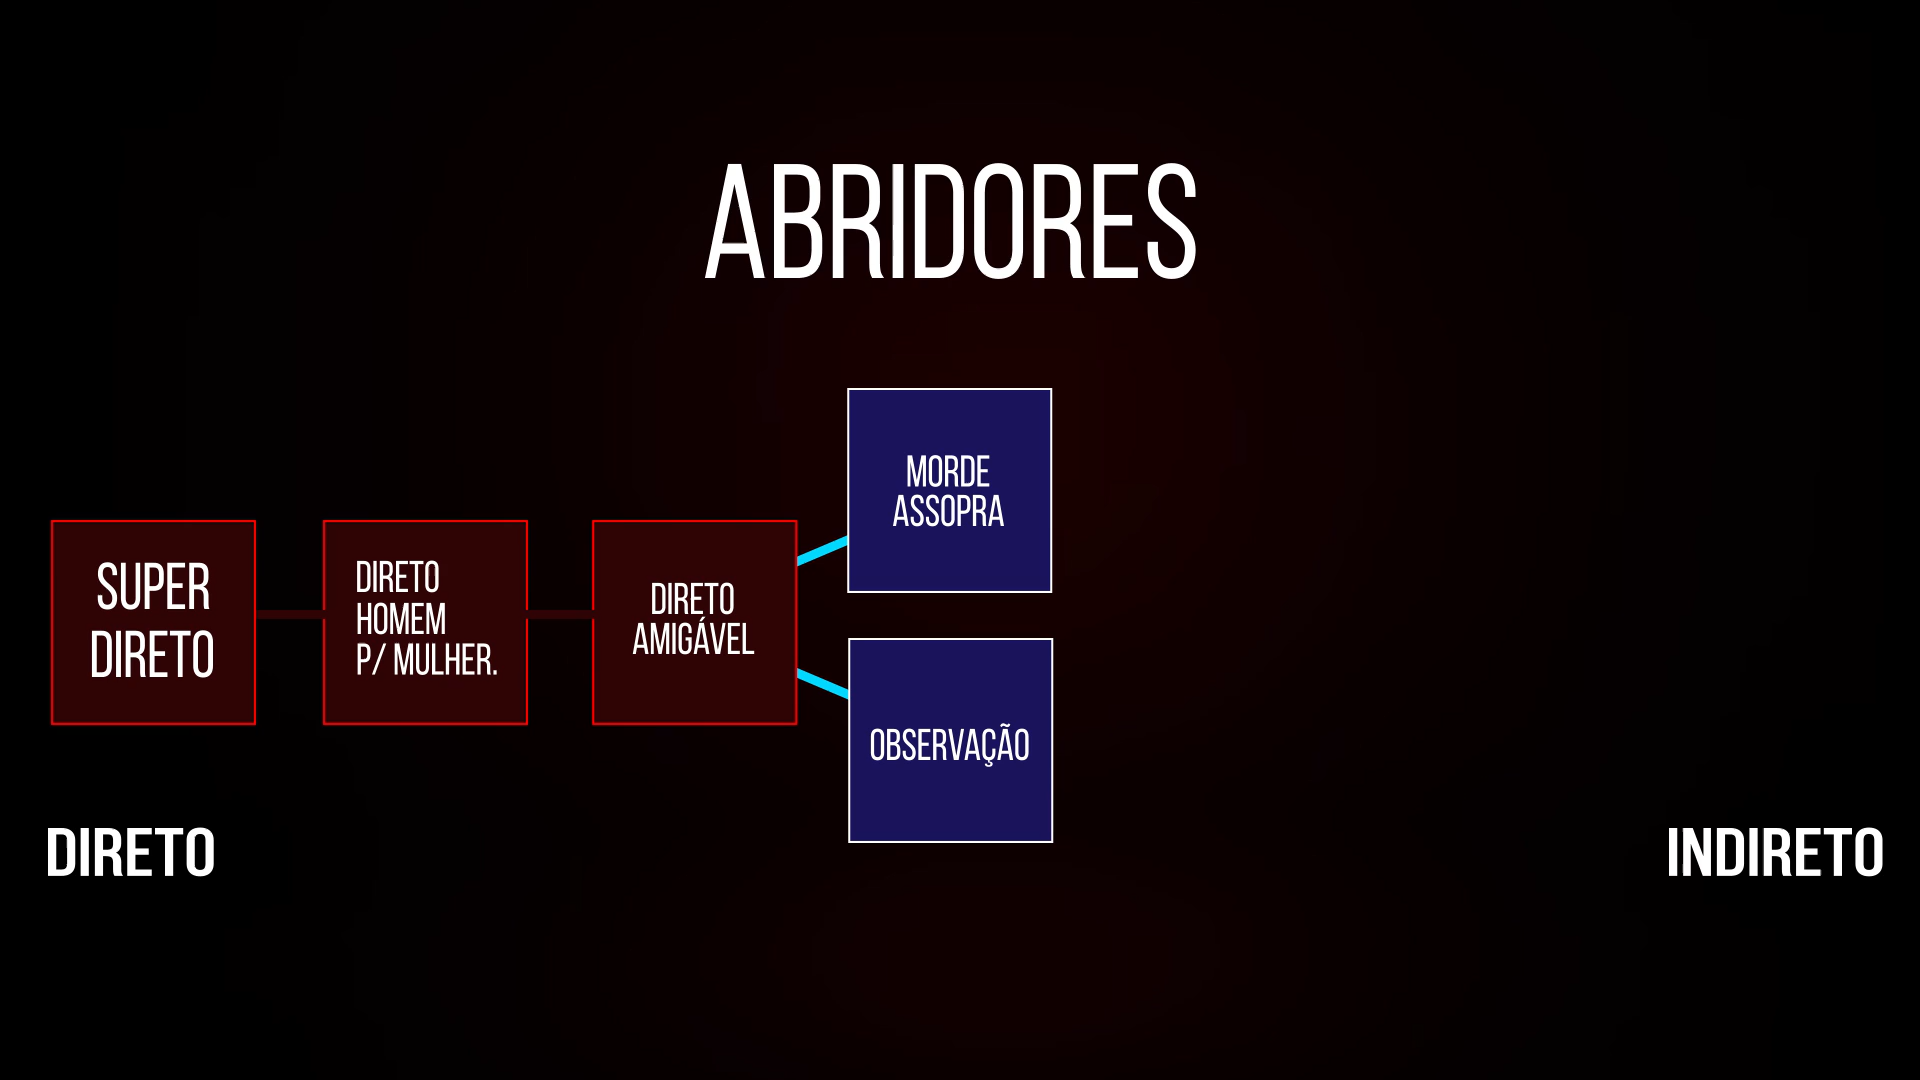 ABRIDORES
SUPER
DIRETO
DIRETO
HOMEM
P/ MULHER.
DIRETO
AMIGÁVEL
MORDE
ASSOPRA
OBSERVAÇÃO
DIRETO
INDIRETO